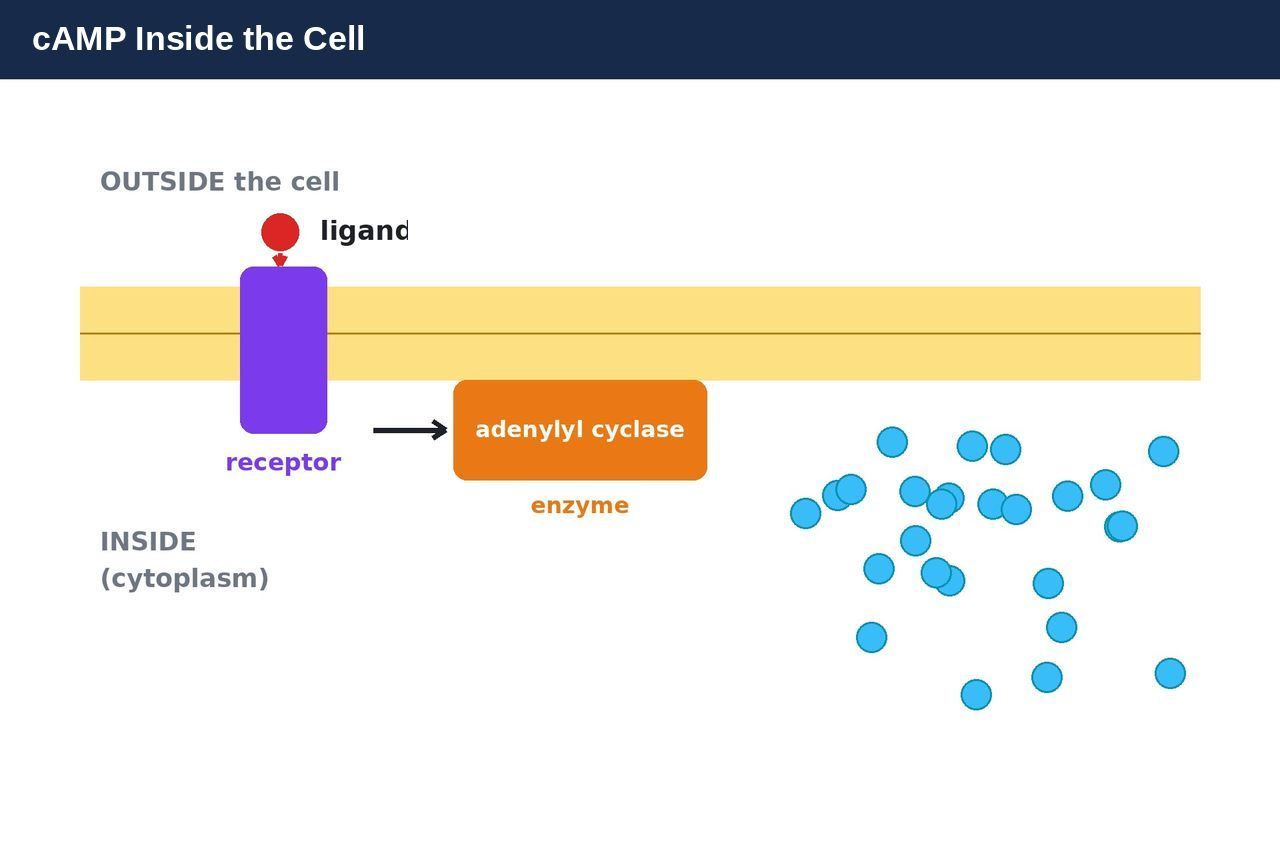 cAMP Inside the Cell
OUTSIDE the cell
ligand
adenylyl cyclase
receptor
enzyme
INSIDE
(cytoplasm)